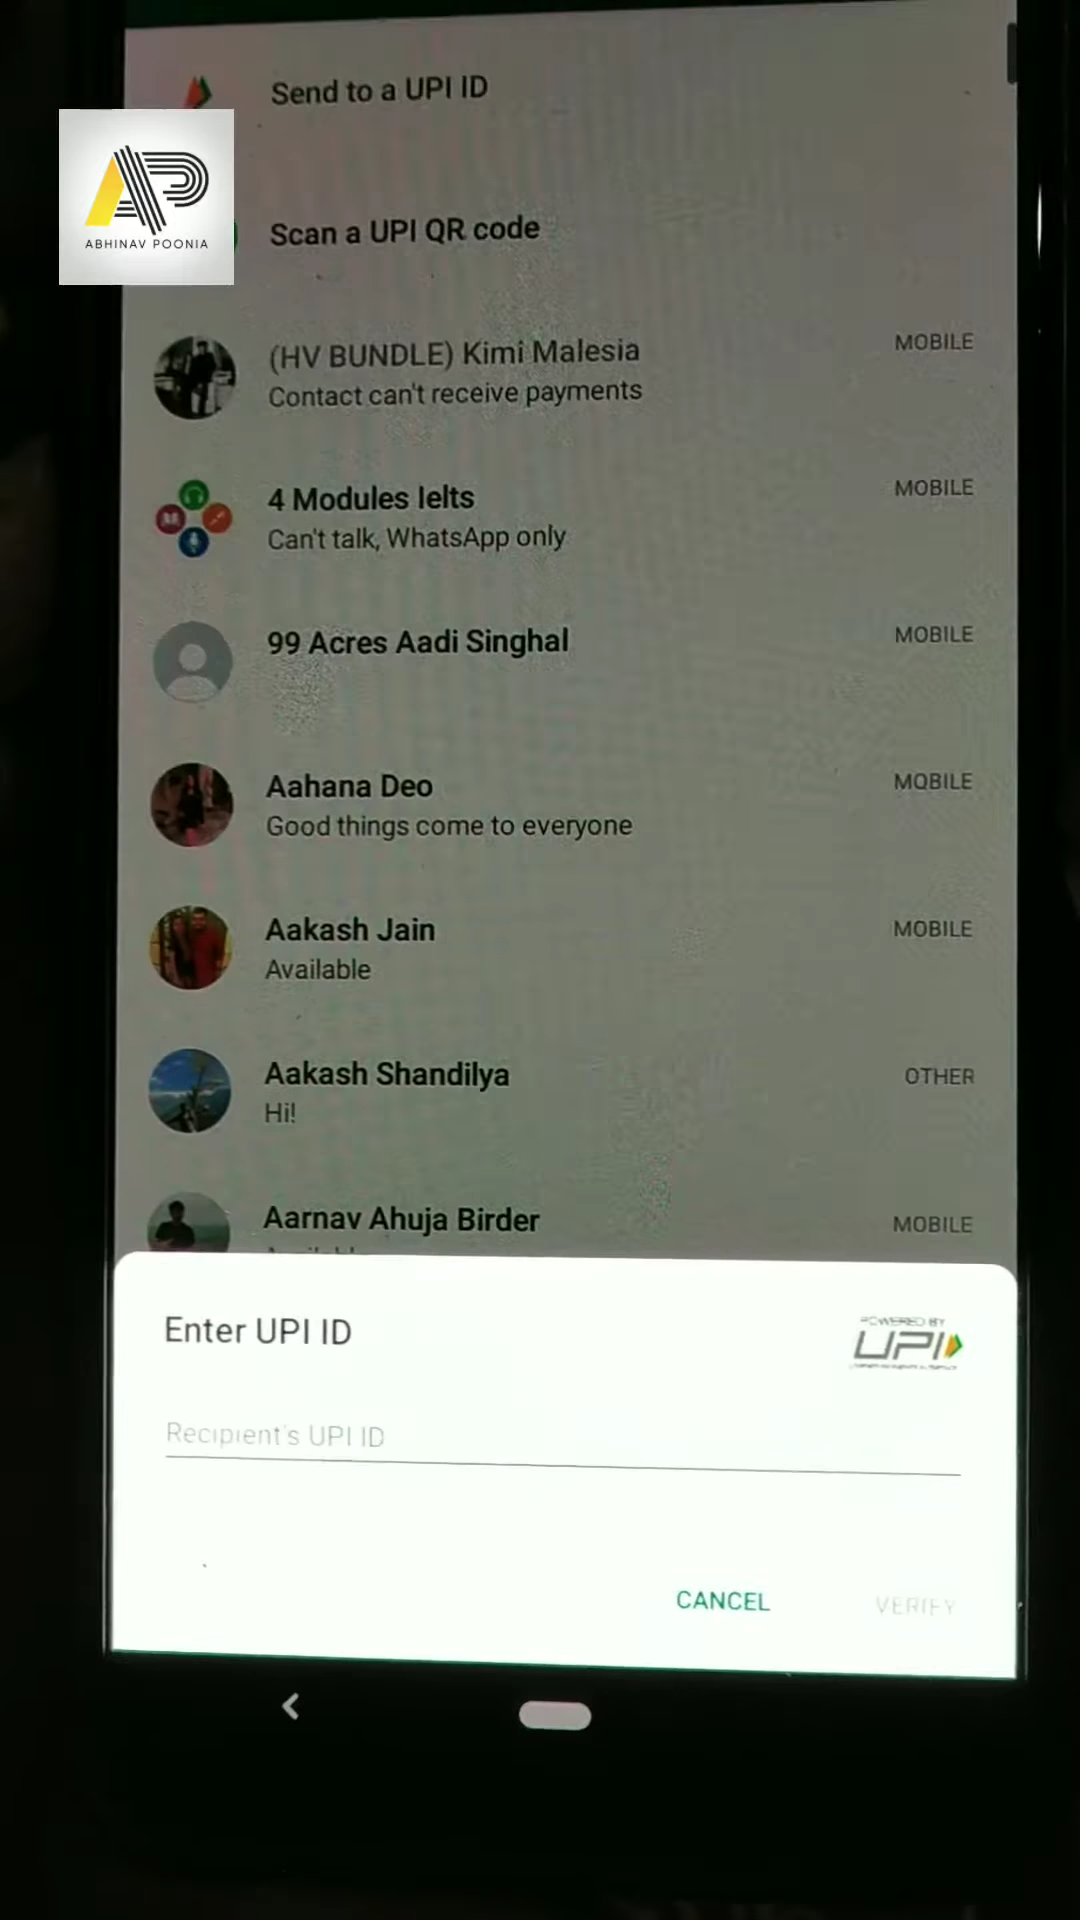 Send to a UPI ID
ABHINAV POONIA
Scan a UPI QR code
(HV BUNDLE) Kimi Malesia
MOBILE
Contact can't receive payments
4 Modules Ielts
MOBILE
Can't talk, WhatsApp only
99 Acres Aadi Singhal
MOBILE
Aahana Deo
MOBILE
Good things come to everyone
Aakash Jain
MOBILE
Available
Aakash Shandilya
OTHER
Hi!
Aarnav Ahuja Birder
MOBILE
Enter UPI ID
POWERED BY
UPI
Recipient's UPI ID
CANCEL
VERIFY